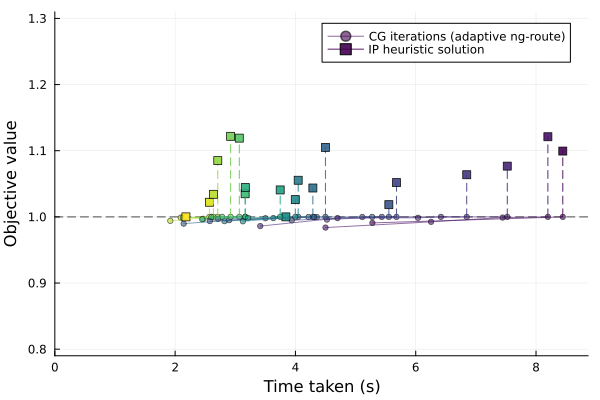 Objective value
1.3
1.2
1.1
1.0
0.9
0.8
CG iterations (adaptive ng-route)
IP heuristic solution
0
2
4
6
8
Time taken (s)